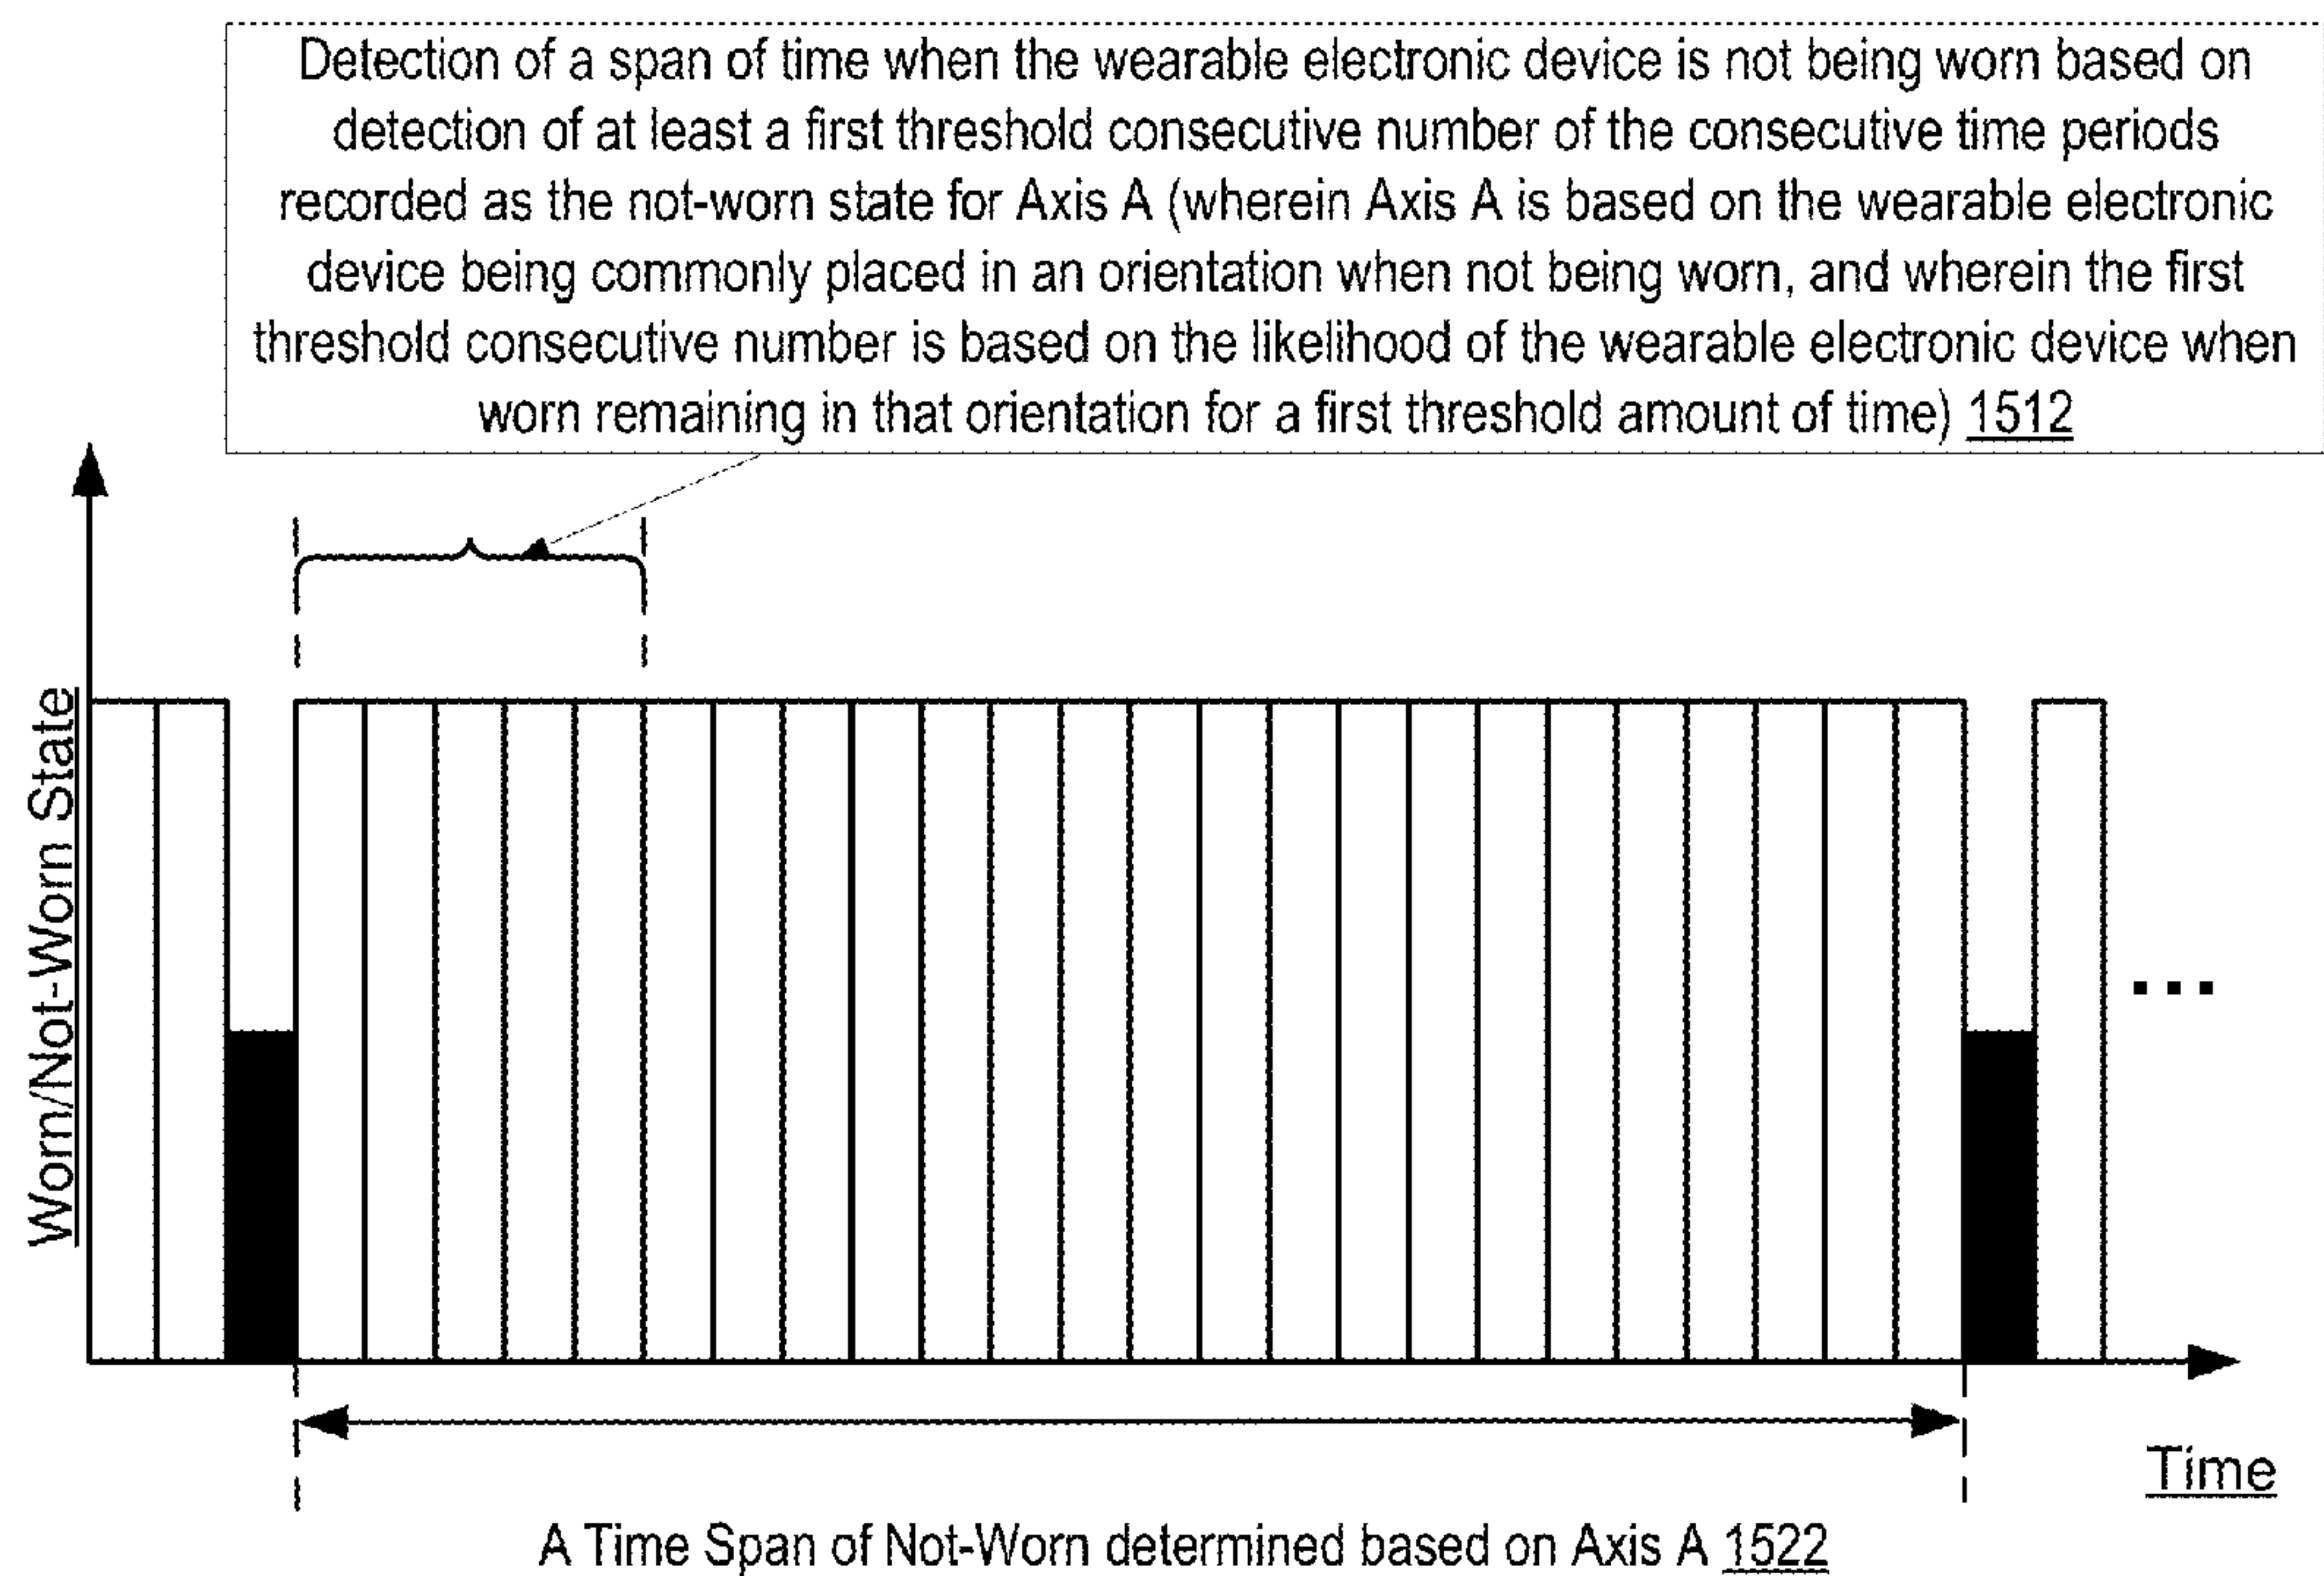 Detection of a span of time when the wearable electronic device is not being worn based on
detection of at least a first threshold consecutive number of the consecutive time periods
recorded as the not-worn state for Axis A (wherein Axis A is based on the wearable electronic
device being commonly placed in an orientation when not being worn, and wherein the first
threshold consecutive number is based on the likelihood of the wearable electronic device when
worn remaining in that orientation for a first threshold amount of time) 1512
Worn/Not-Worn State
...
Time
A Time Span of Not-Worn determined based on Axis A 1522